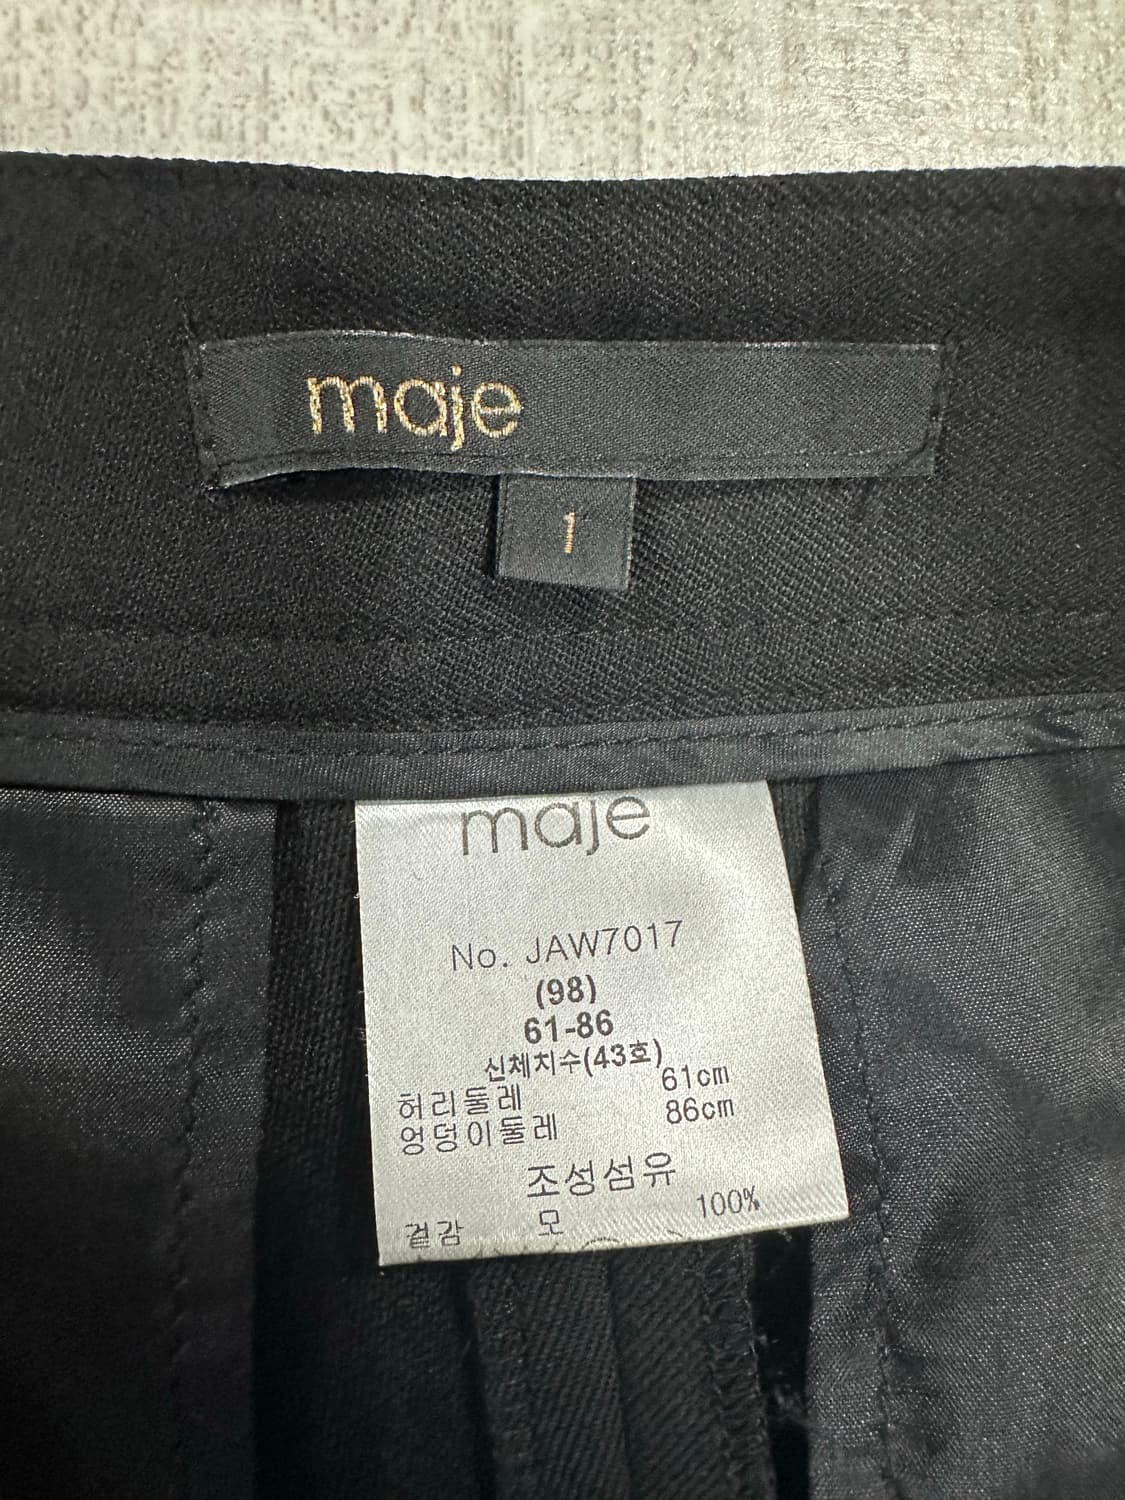 maje
1
maje
No. JAW7017
(98)
61-86
신체치수(43호)
허리둘레 61cm
엉덩이둘레 86cm
조성섬유
겉감 모 100%